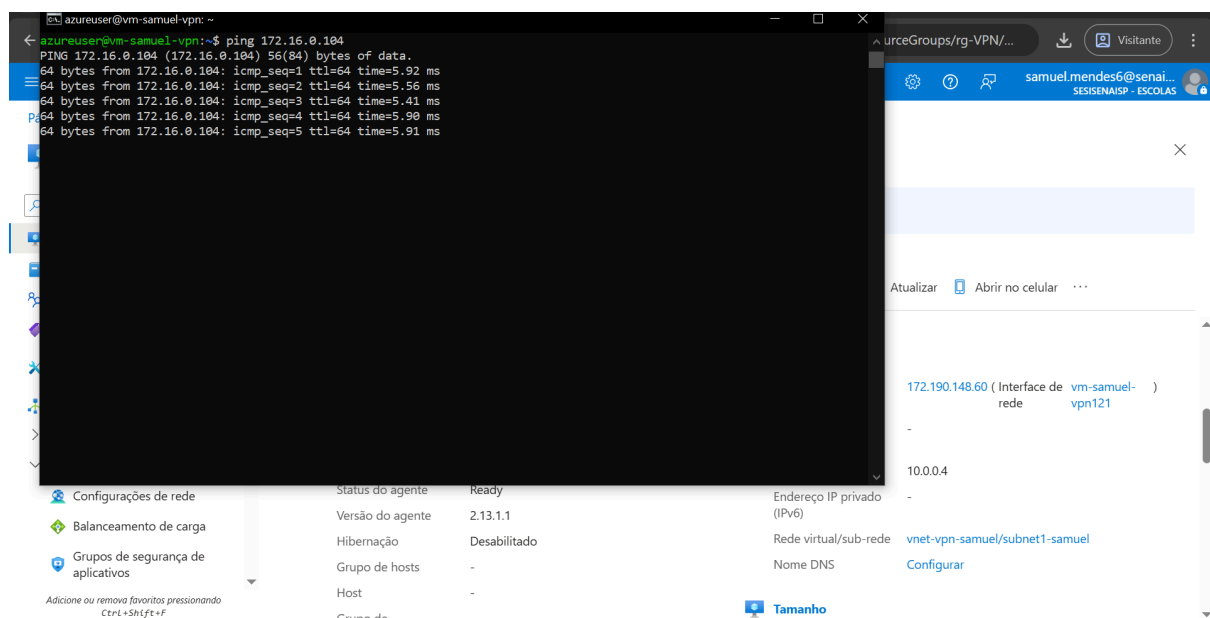 azureuser@vm-samuel-vpn: ~
azureuser@vm-samuel-vpn:~$ ping 172.16.0.104
PING 172.16.0.104 (172.16.0.104) 56(84) bytes of data.
64 bytes from 172.16.0.104: icmp_seq=1 ttl=64 time=5.92 ms
64 bytes from 172.16.0.104: icmp_seq=2 ttl=64 time=5.56 ms
64 bytes from 172.16.0.104: icmp_seq=3 ttl=64 time=5.41 ms
64 bytes from 172.16.0.104: icmp_seq=4 ttl=64 time=5.90 ms
64 bytes from 172.16.0.104: icmp_seq=5 ttl=64 time=5.91 ms
urceGroups/rg-VPN/...
Visitante
samuel.mendes6@senai...
SESISENAISP - ESCOLAS
Atualizar
Abrir no celular
172.190.148.60 ( Interface de rede vm-samuel-vpn121 )
-
10.0.0.4
Configurações de rede
Balanceamento de carga
Grupos de segurança de
aplicativos
Adicione ou remova favoritos pressionando
Ctrl+Shift+F
Status do agente Ready
Versão do agente 2.13.1.1
Hibernação Desabilitado
Grupo de hosts -
Host -
Endereço IP privado -
(IPv6)
Rede virtual/sub-rede vnet-vpn-samuel/subnet1-samuel
Nome DNS Configurar
Tamanho